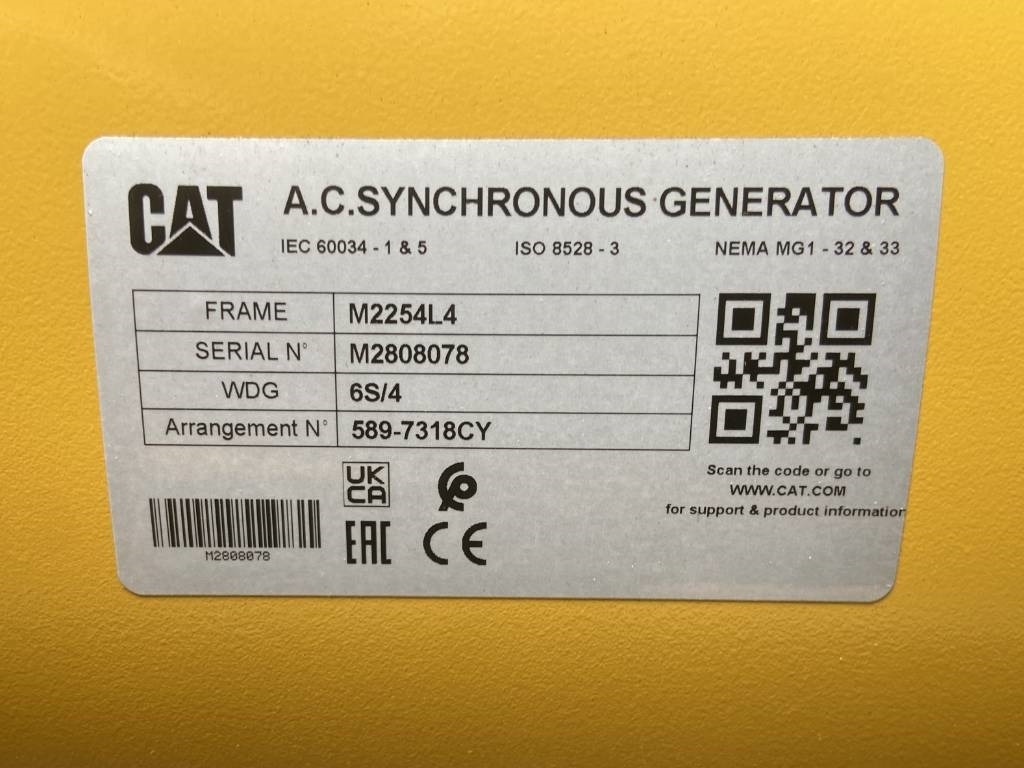 CAT A.C.SYNCHRONOUS GENERATOR
IEC 60034 - 1 & 5 ISO 8528 - 3 NEMA MG1 - 32 & 33
FRAME M2254L4
SERIAL N° M2808078
WDG 6S/4
Arrangement N° 589-7318CY
Scan the code or go to
WWW.CAT.COM
for support & product information
UK
CA
M2808078
EAC CE